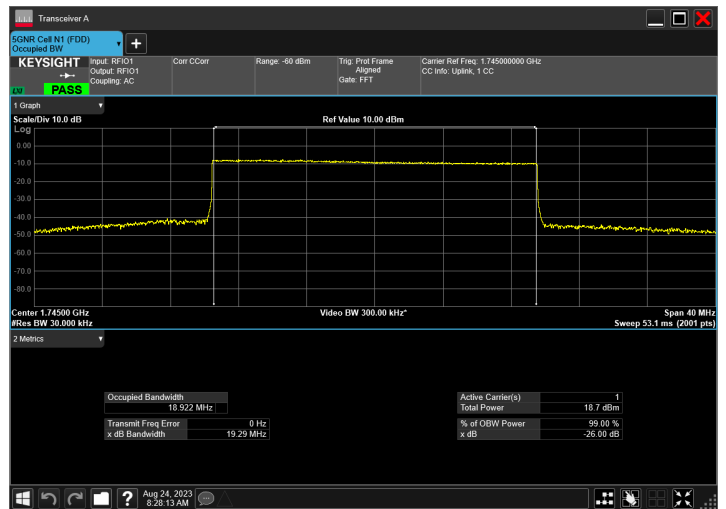 Transceiver A
5GNR Cell N1 (FDD)
Occupied BW
KEYSIGHT
Input: RFIO1
Output: RFIO1
Coupling: AC
Corr CCorr
Range: -60 dBm
Trig: Prot Frame
Aligned
Gate: FFT
Carrier Ref Freq: 1.745000000 GHz
CC Info: Uplink, 1 CC
LXI
PASS
1 Graph
Scale/Div 10.0 dB
Ref Value 10.00 dBm
Log
0.00
-10.0
-20.0
-30.0
-40.0
-50.0
-60.0
-70.0
-80.0
Center 1.74500 GHz
Video BW 300.00 kHz*
Span 40 MHz
#Res BW 30.000 kHz
Sweep 53.1 ms (2001 pts)
2 Metrics
Occupied Bandwidth
18.922 MHz
Transmit Freq Error 0 Hz
x dB Bandwidth 19.29 MHz
Active Carrier(s) 1
Total Power 18.7 dBm
% of OBW Power 99.00 %
x dB -26.00 dB
Aug 24, 2023
8:28:13 AM